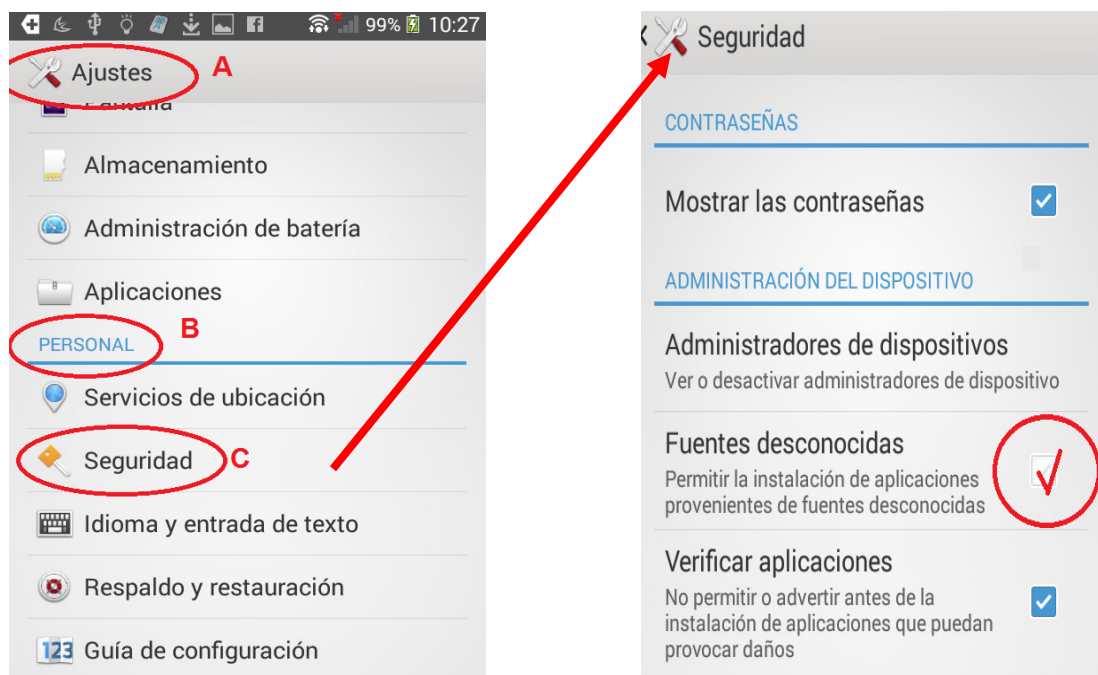 99% 10:27
Ajustes
A
Pantalla
Almacenamiento
Administración de batería
Aplicaciones
B
PERSONAL
Servicios de ubicación
Seguridad
C
Idioma y entrada de texto
Respaldo y restauración
123 Guía de configuración
Seguridad
CONTRASEÑAS
Mostrar las contraseñas
ADMINISTRACIÓN DEL DISPOSITIVO
Administradores de dispositivos
Ver o desactivar administradores de dispositivo
Fuentes desconocidas
Permitir la instalación de aplicaciones
provenientes de fuentes desconocidas
Verificar aplicaciones
No permitir o advertir antes de la
instalación de aplicaciones que puedan
provocar daños